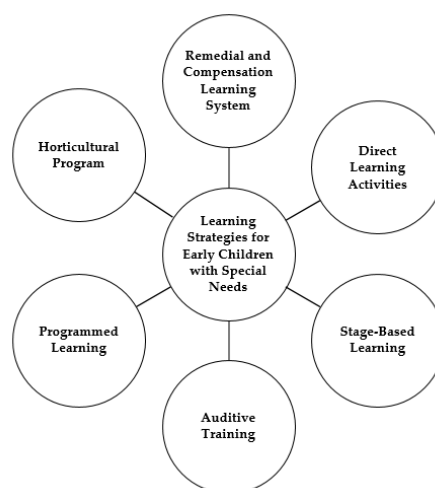 Remedial and
Compensation
Learning
System
Horticultural
Program
Direct
Learning
Activities
Learning
Strategies for
Early Children
with Special
Needs
Programmed
Learning
Stage-Based
Learning
Auditive
Training